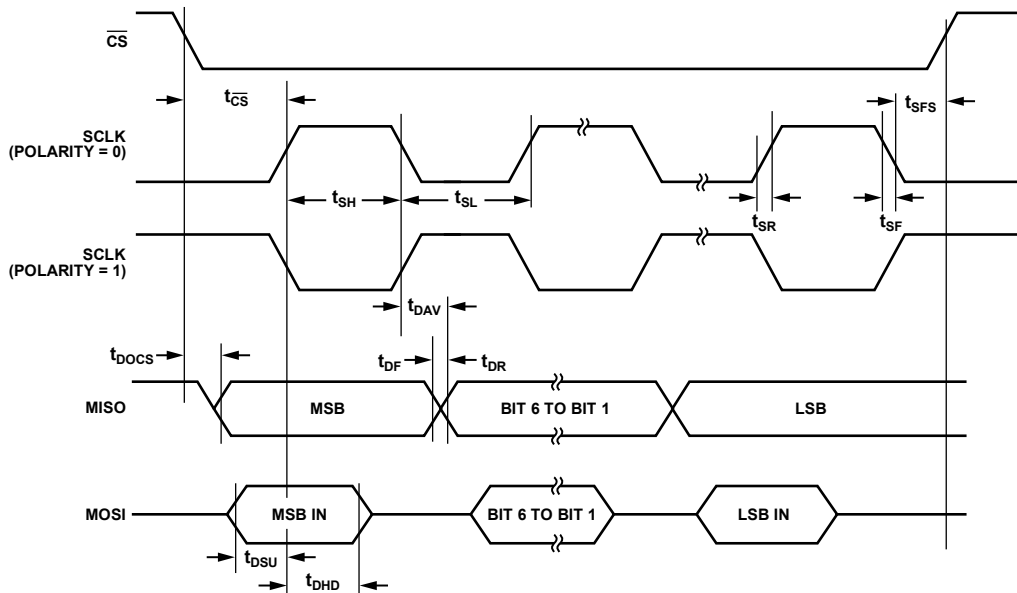 CS
tCS
tSFS
SCLK
(POLARITY = 0)
tSH
tSL
tSR
tSF
SCLK
(POLARITY = 1)
tDAV
tDOCS
tDF
tDR
MISO
MSB
BIT 6 TO BIT 1
LSB
MOSI
MSB IN
BIT 6 TO BIT 1
LSB IN
tDSU
tDHD